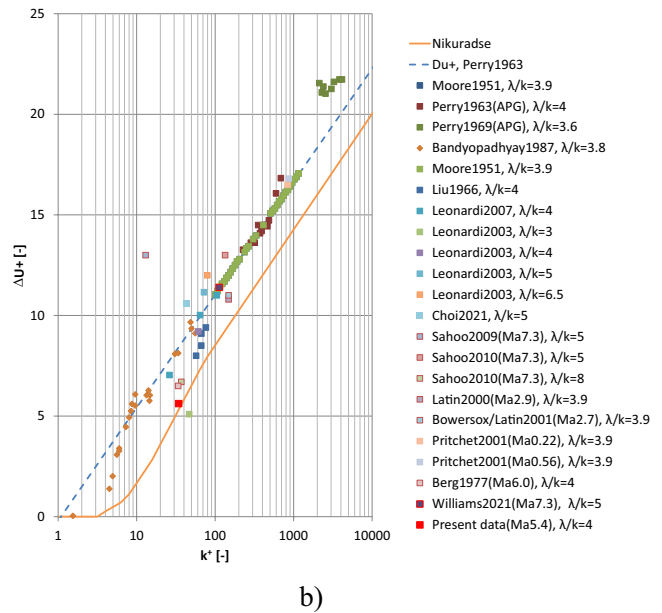 25
20
15
10
5
0
ΔU+ [-]
1
10
100
1000
10000
k+ [-]
Nikuradse
Du+, Perry1963
Moore1951, λ/k=3.9
Perry1963(APG), λ/k=4
Perry1969(APG), λ/k=3.6
Bandyopadhyay1987, λ/k=3.8
Moore1951, λ/k=3.9
Liu1966, λ/k=4
Leonardi2007, λ/k=4
Leonardi2003, λ/k=3
Leonardi2003, λ/k=4
Leonardi2003, λ/k=5
Leonardi2003, λ/k=6.5
Choi2021, λ/k=5
Sahoo2009(Ma7.3), λ/k=5
Sahoo2010(Ma7.3), λ/k=5
Sahoo2010(Ma7.3), λ/k=8
Latin2000(Ma2.9), λ/k=3.9
Bowersox/Latin2001(Ma2.7), λ/k=3.9
Pritchet2001(Ma0.22), λ/k=3.9
Pritchet2001(Ma0.56), λ/k=3.9
Berg1977(Ma6.0), λ/k=4
Williams2021(Ma7.3), λ/k=5
Present data(Ma5.4), λ/k=4
b)